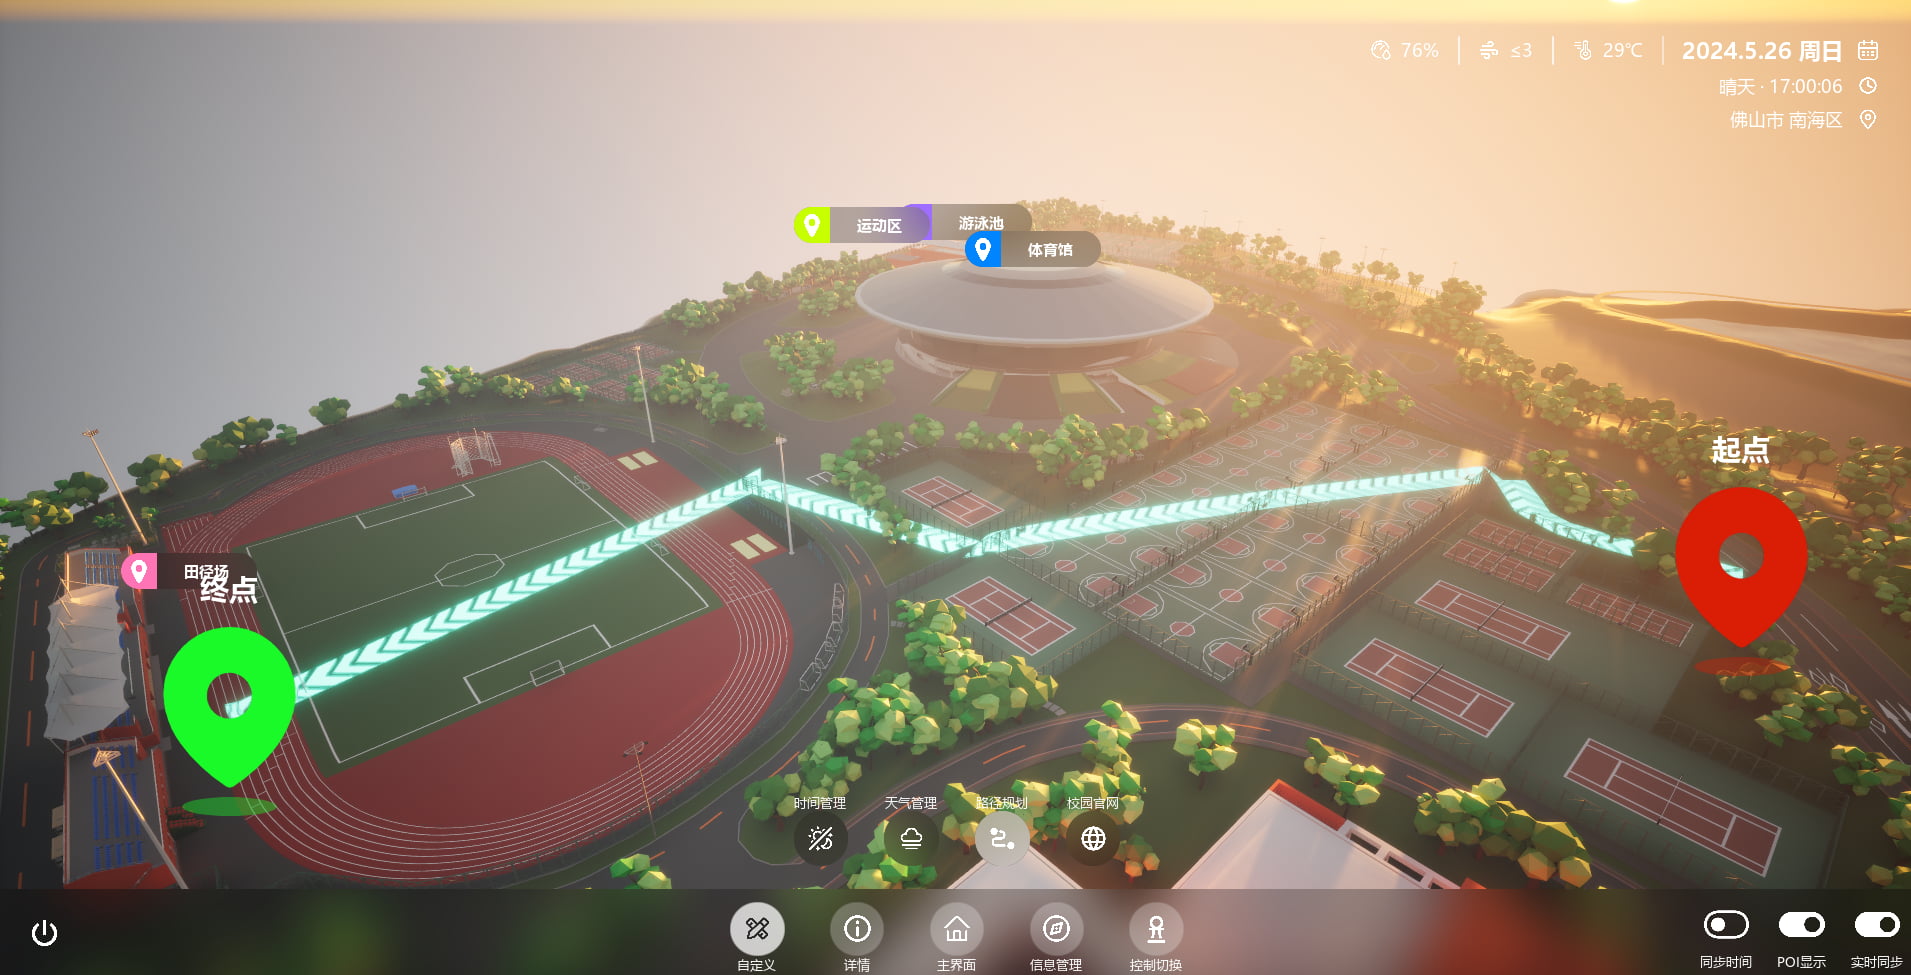 76%
≤3
29℃
2024.5.26 周日
晴天 · 17:00:06
佛山市 南海区
运动区
游泳池
体育馆
起点
田径场
终点
时间管理
天气管理
路径规划
校园官网
自定义
详情
主界面
信息管理
控制切换
同步时间
POI显示
实时同步